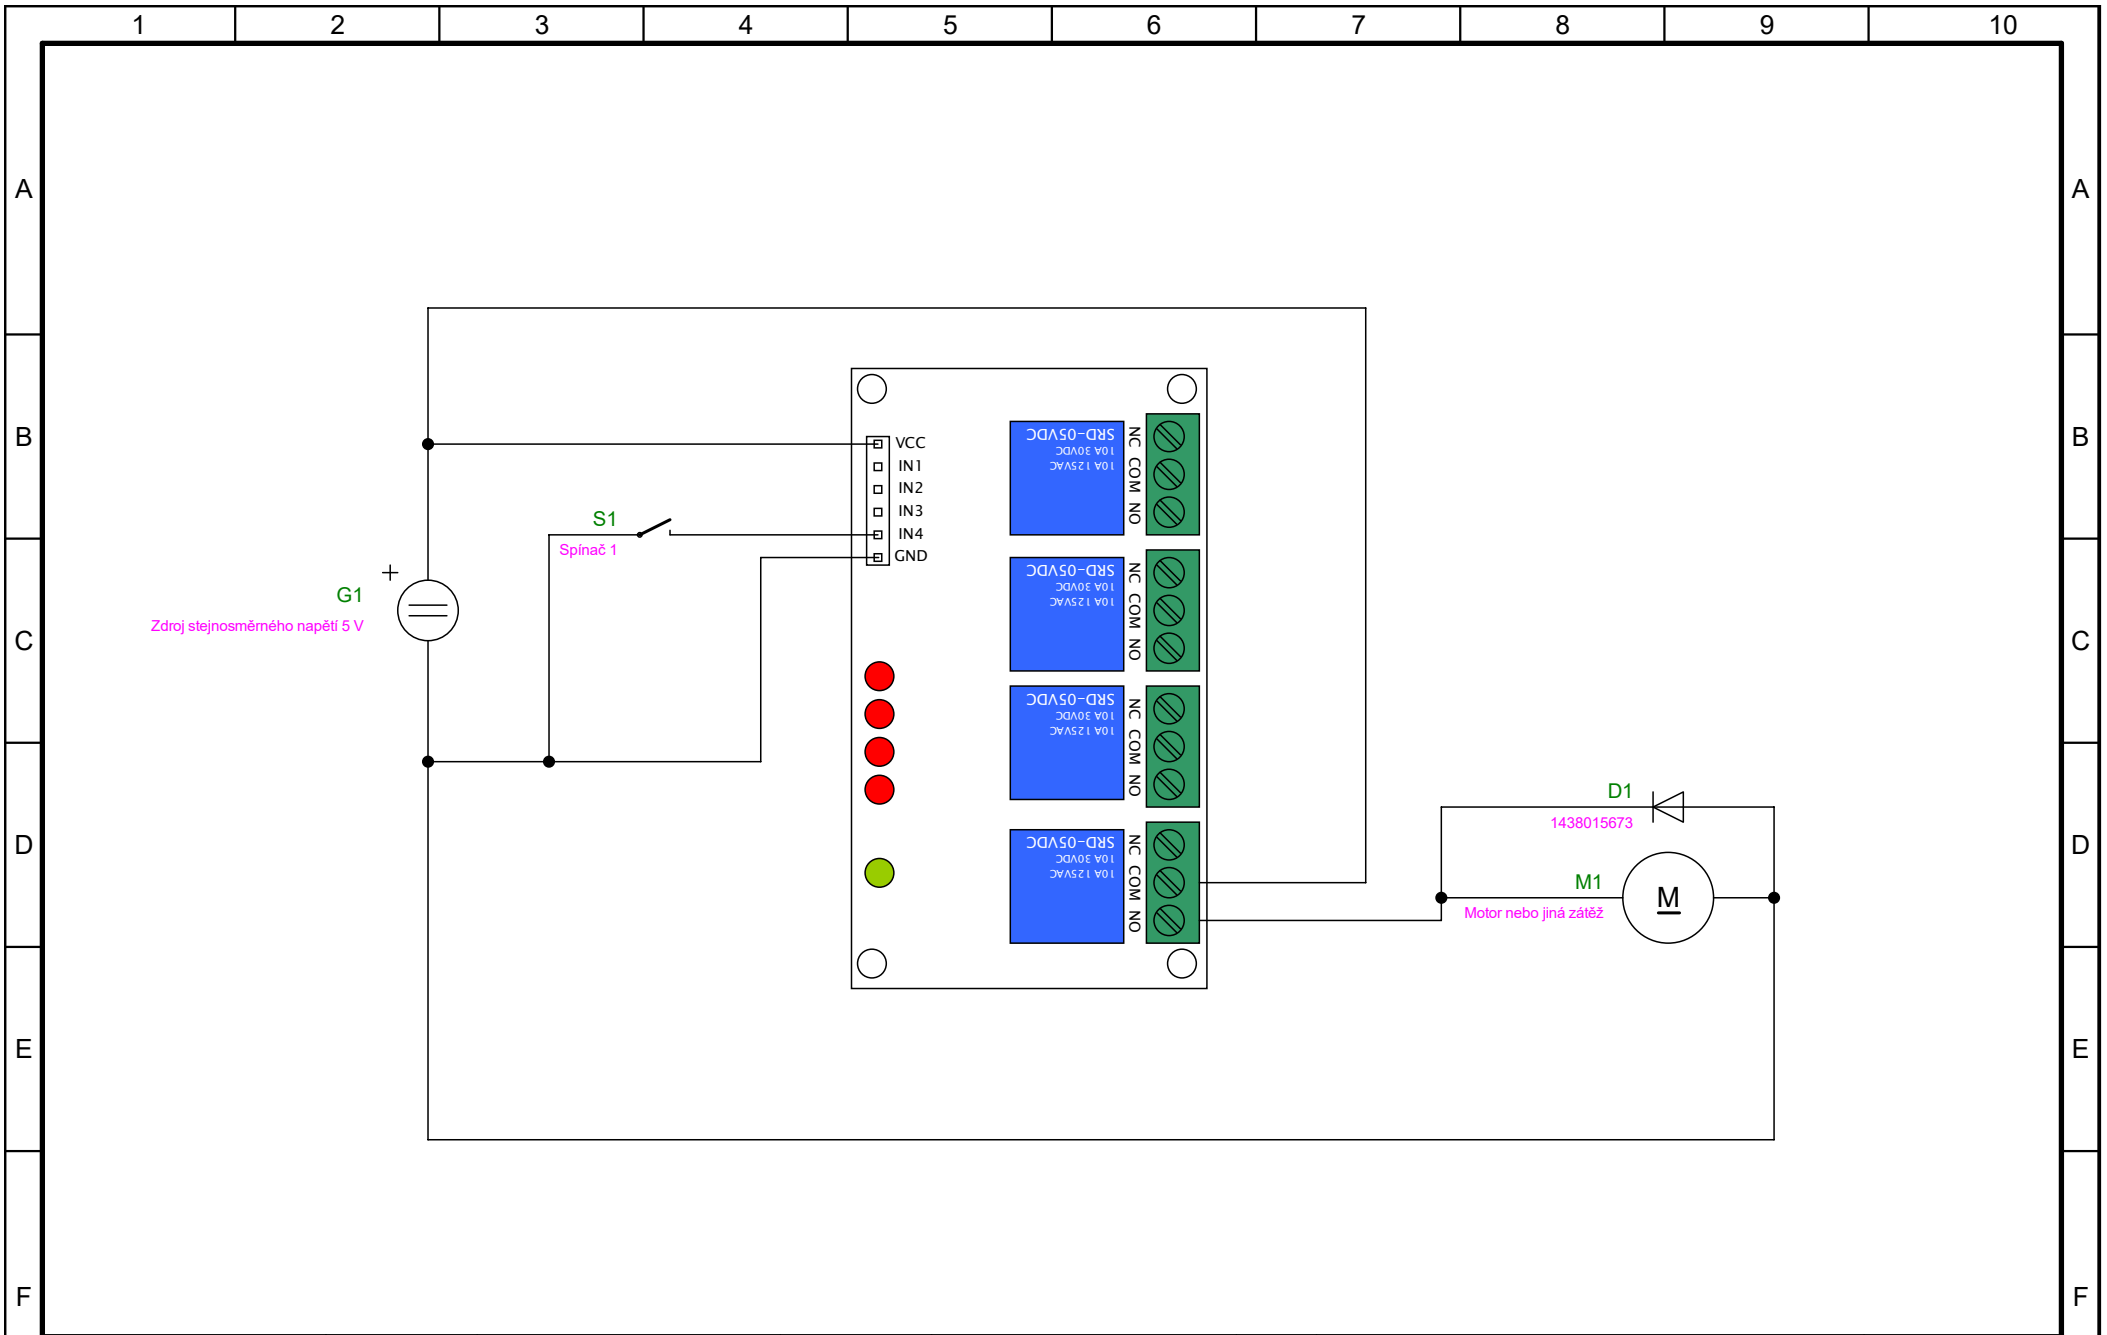 1 2 3 4 5 6 7 8 9 10
A A
B B
VCC
IN1
IN2
IN3
IN4
GND
SRD-05VDC
10A 30VDC
10A 125VAC
NC COM NO
S1
Spínač 1
+
G1
Zdroj stejnosměrného napětí 5 V
C C
SRD-05VDC
10A 30VDC
10A 125VAC
NC COM NO
SRD-05VDC
10A 30VDC
10A 125VAC
NC COM NO
D1
1438015673
D D
SRD-05VDC
10A 30VDC
10A 125VAC
NC COM NO
M1
Motor nebo jiná zátěž
M
E E
F F